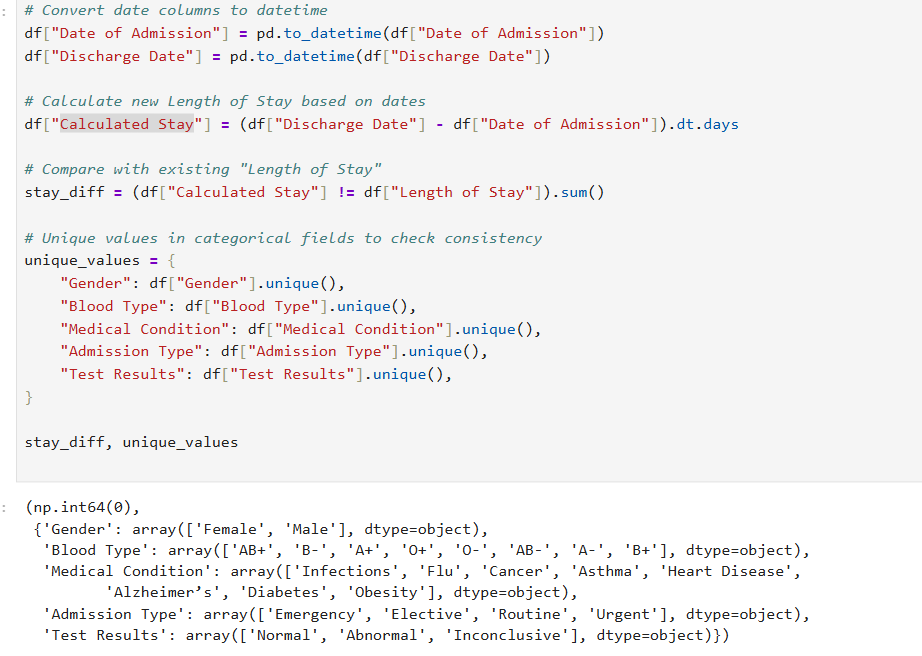 # Convert date columns to datetime
df["Date of Admission"] = pd.to_datetime(df["Date of Admission"])
df["Discharge Date"] = pd.to_datetime(df["Discharge Date"])
# Calculate new Length of Stay based on dates
df["Calculated Stay"] = (df["Discharge Date"] - df["Date of Admission"]).dt.days
# Compare with existing "Length of Stay"
stay_diff = (df["Calculated Stay"] != df["Length of Stay"]).sum()
# Unique values in categorical fields to check consistency
unique_values = {
    "Gender": df["Gender"].unique(),
    "Blood Type": df["Blood Type"].unique(),
    "Medical Condition": df["Medical Condition"].unique(),
    "Admission Type": df["Admission Type"].unique(),
    "Test Results": df["Test Results"].unique(),
}
stay_diff, unique_values
(np.int64(0),
 {'Gender': array(['Female', 'Male'], dtype=object),
  'Blood Type': array(['AB+', 'B-', 'A+', 'O+', 'O-', 'AB-', 'A-', 'B+'], dtype=object),
  'Medical Condition': array(['Infections', 'Flu', 'Cancer', 'Asthma', 'Heart Disease',
         'Alzheimer’s', 'Diabetes', 'Obesity'], dtype=object),
  'Admission Type': array(['Emergency', 'Elective', 'Routine', 'Urgent'], dtype=object),
  'Test Results': array(['Normal', 'Abnormal', 'Inconclusive'], dtype=object)})